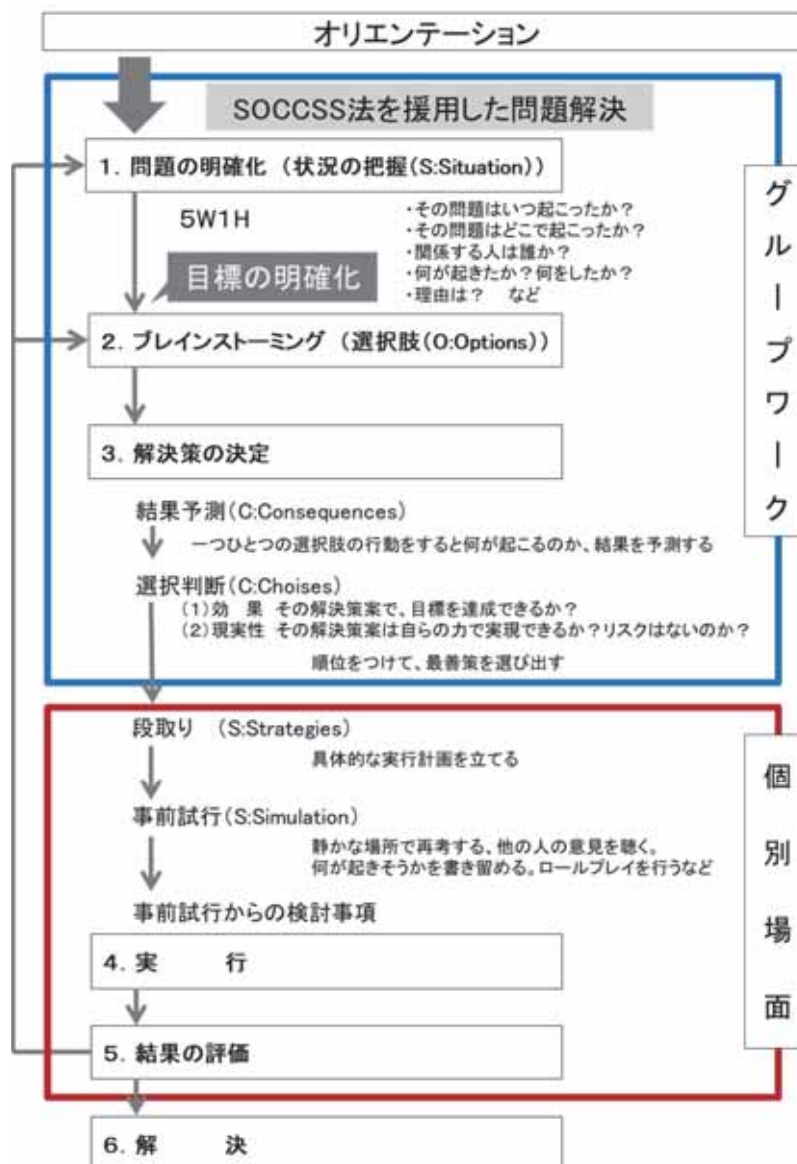 オリエンテーション
SOCCSS法を援用した問題解決
1. 問題の明確化 (状況の把握(S:Situation))
5W1H
・その問題はいつ起こったか?
・その問題はどこで起こったか?
・関係する人は誰か?
・何が起きたか?何をしたか?
・理由は? など
目標の明確化
2. ブレインストーミング (選択肢(O:Options))
3. 解決策の決定
結果予測(C:Consequences)
一つひとつの選択肢の行動をすると何が起こるのか、結果を予測する
選択判断(C:Choises)
(1)効 果 その解決策案で、目標を達成できるか?
(2)現実性 その解決策案は自らの力で実現できるか?リスクはないのか?
順位をつけて、最善策を選び出す
グループワーク
段取り (S:Strategies)
具体的な実行計画を立てる
事前試行(S:Simulation)
静かな場所で再考する、他の人の意見を聴く。
何が起きそうかを書き留める。ロールプレイを行うなど
事前試行からの検討事項
4. 実 行
5. 結果の評価
個別場面
6. 解 決